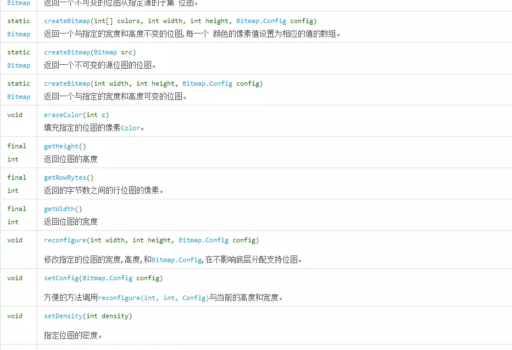 Bitmap 返回一个不可变的位图从指定源的子集 位图。
static createBitmap(int[] colors, int width, int height, Bitmap.Config config)
Bitmap 返回一个与指定的宽度和高度不变的位图,每一个 颜色的像素值设置为相应的值的数组。
static createBitmap(Bitmap src)
Bitmap 返回一个不可变的源位图的位图。
static createBitmap(int width, int height, Bitmap.Config config)
Bitmap 返回一个与指定的宽度和高度可变的位图。
void eraseColor(int c)
填充指定的位图的像素Color。
final getHeight()
int 返回位图的高度
final getRowBytes()
int 返回的字节数之间的行位图的像素。
final getWidth()
int 返回位图的宽度
void reconfigure(int width, int height, Bitmap.Config config)
修改指定的位图的宽度,高度,和Bitmap.Config,在不影响底层分配支持位图。
void setConfig(Bitmap.Config config)
方便的方法调用reconfigure(int, int, Config)与当前的高度和宽度。
void setDensity(int density)
指定位图的密度。